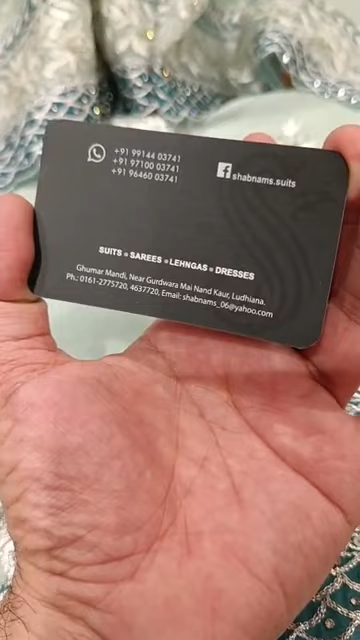 +91 99144 03741
+91 97100 03741
+91 96460 03741
shabnams.suits
SUITS • SAREES • LEHNGAS • DRESSES
Ghumar Mandi, Near Gurdwara Mai Nand Kaur, Ludhiana.
Ph.: 0161-2775720, 4637720, Email: shabnams_06@yahoo.com